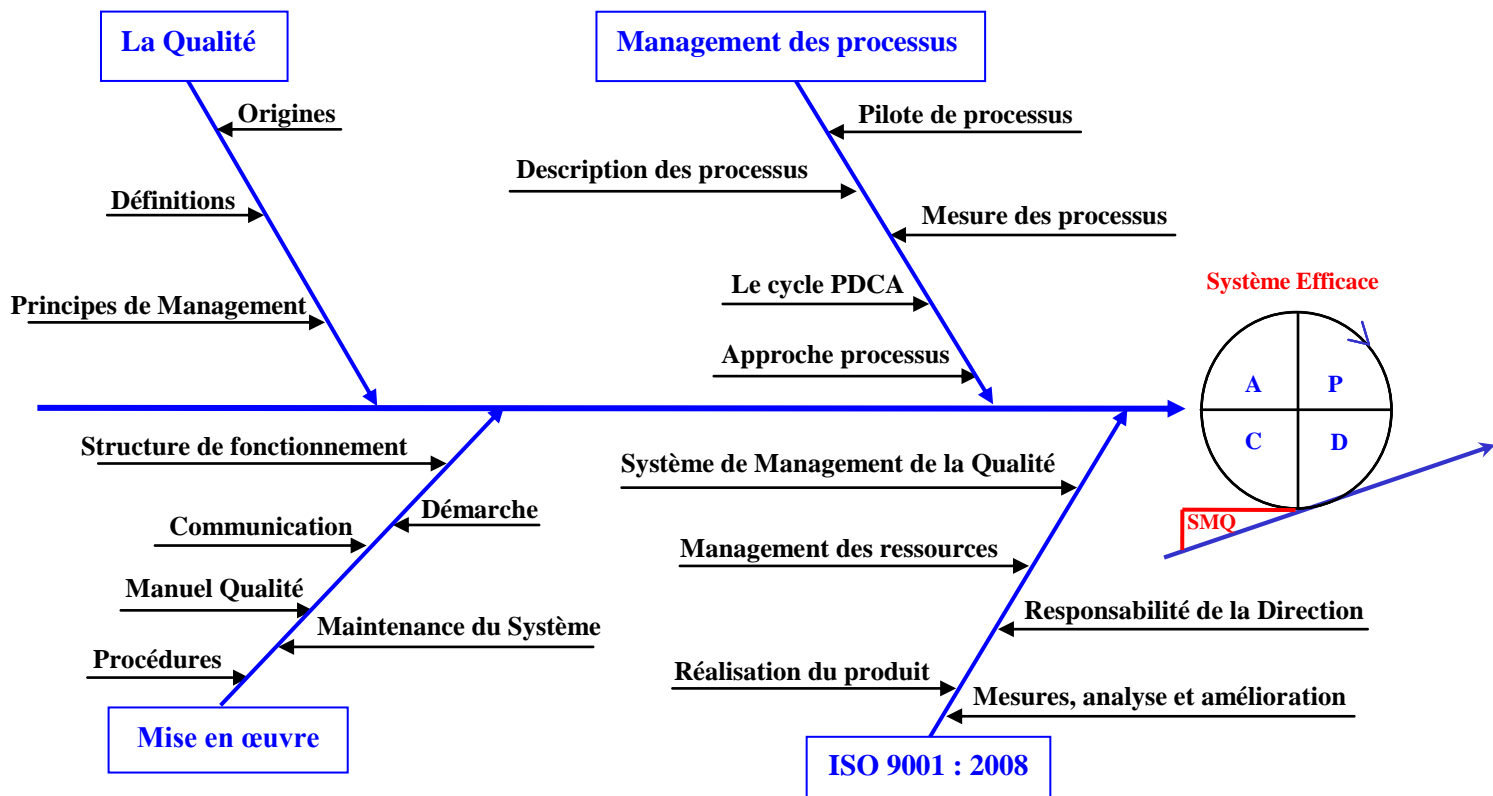 La Qualité
Management des processus
Origines
Pilote de processus
Description des processus
Définitions
Mesure des processus
Le cycle PDCA
Système Efficace
Principes de Management
Approche processus
A
P
C
D
Structure de fonctionnement
Système de Management de la Qualité
Démarche
Communication
SMQ
Management des ressources
Manuel Qualité
Responsabilité de la Direction
Maintenance du Système
Procédures
Réalisation du produit
Mesures, analyse et amélioration
Mise en œuvre
ISO 9001 : 2008